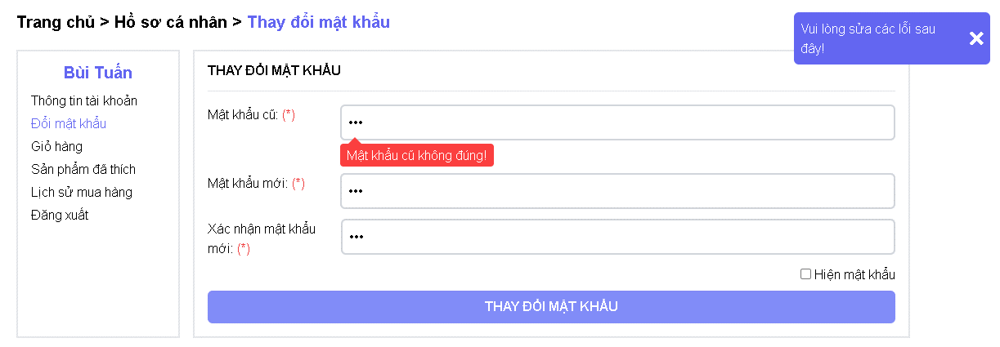 Trang chủ > Hồ sơ cá nhân > Thay đổi mật khẩu
Vui lòng sửa các lỗi sau
đây!
Bùi Tuấn
Thông tin tài khoản
Đổi mật khẩu
Giỏ hàng
Sản phẩm đã thích
Lịch sử mua hàng
Đăng xuất
THAY ĐỔI MẬT KHẨU
Mật khẩu cũ: (*)
•••
Mật khẩu cũ không đúng!
Mật khẩu mới: (*)
•••
Xác nhận mật khẩu
mới: (*)
•••
Hiện mật khẩu
THAY ĐỔI MẬT KHẨU